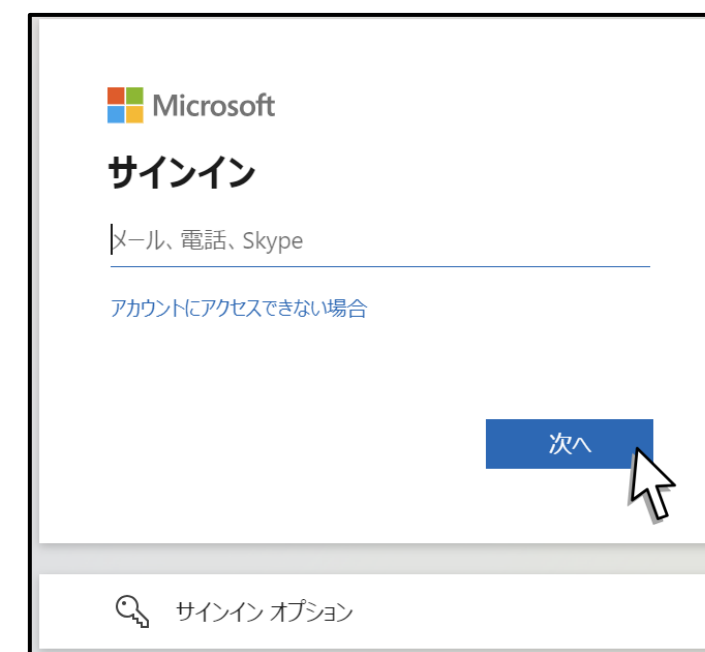 Microsoft
サインイン
メール、電話、Skype
アカウントにアクセスできない場合
次へ
サインイン オプション